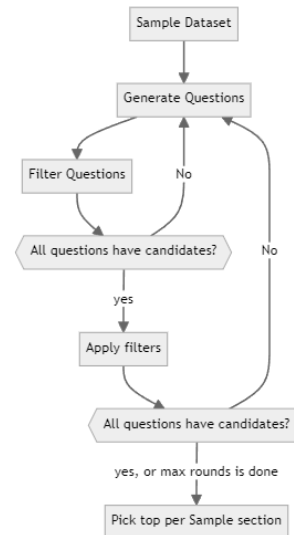 Sample Dataset
Generate Questions
Filter Questions
No
All questions have candidates?
No
yes
Apply filters
All questions have candidates?
yes, or max rounds is done
Pick top per Sample section